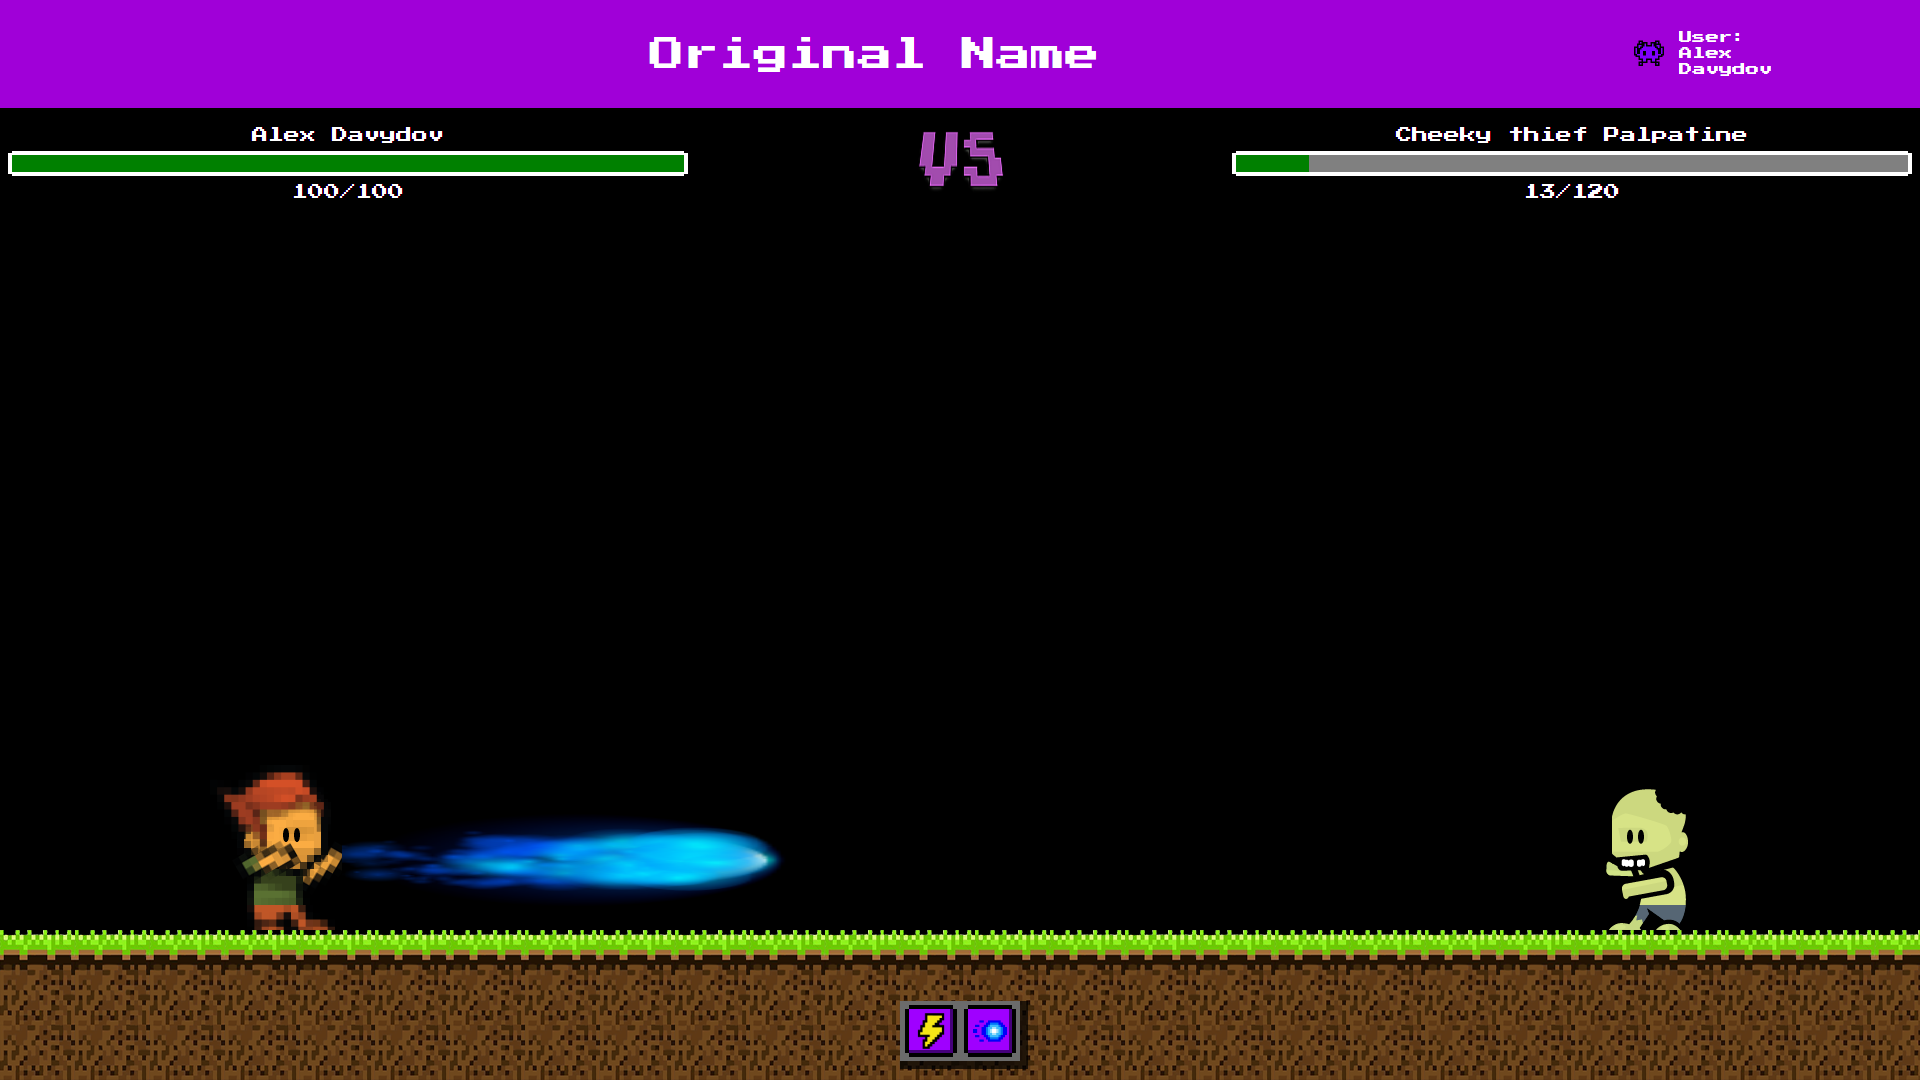 Original Name
User:
Alex
Davydov
Alex Davydov
VS
Cheeky thief Palpatine
100/100
13/120